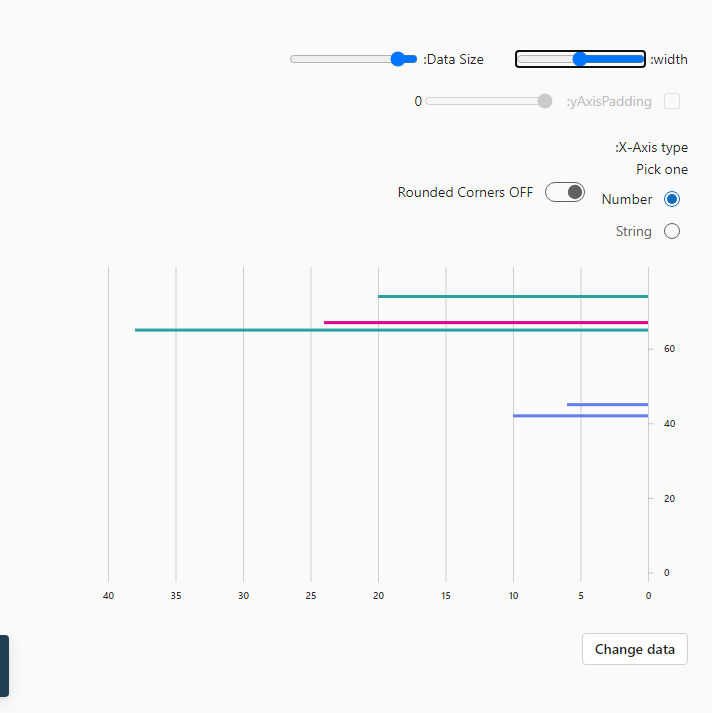 :width
:Data Size
:yAxisPadding
0
:X-Axis type
Pick one
Number
String
Rounded Corners OFF
60
40
20
0
40 35 30 25 20 15 10 5 0
Change data